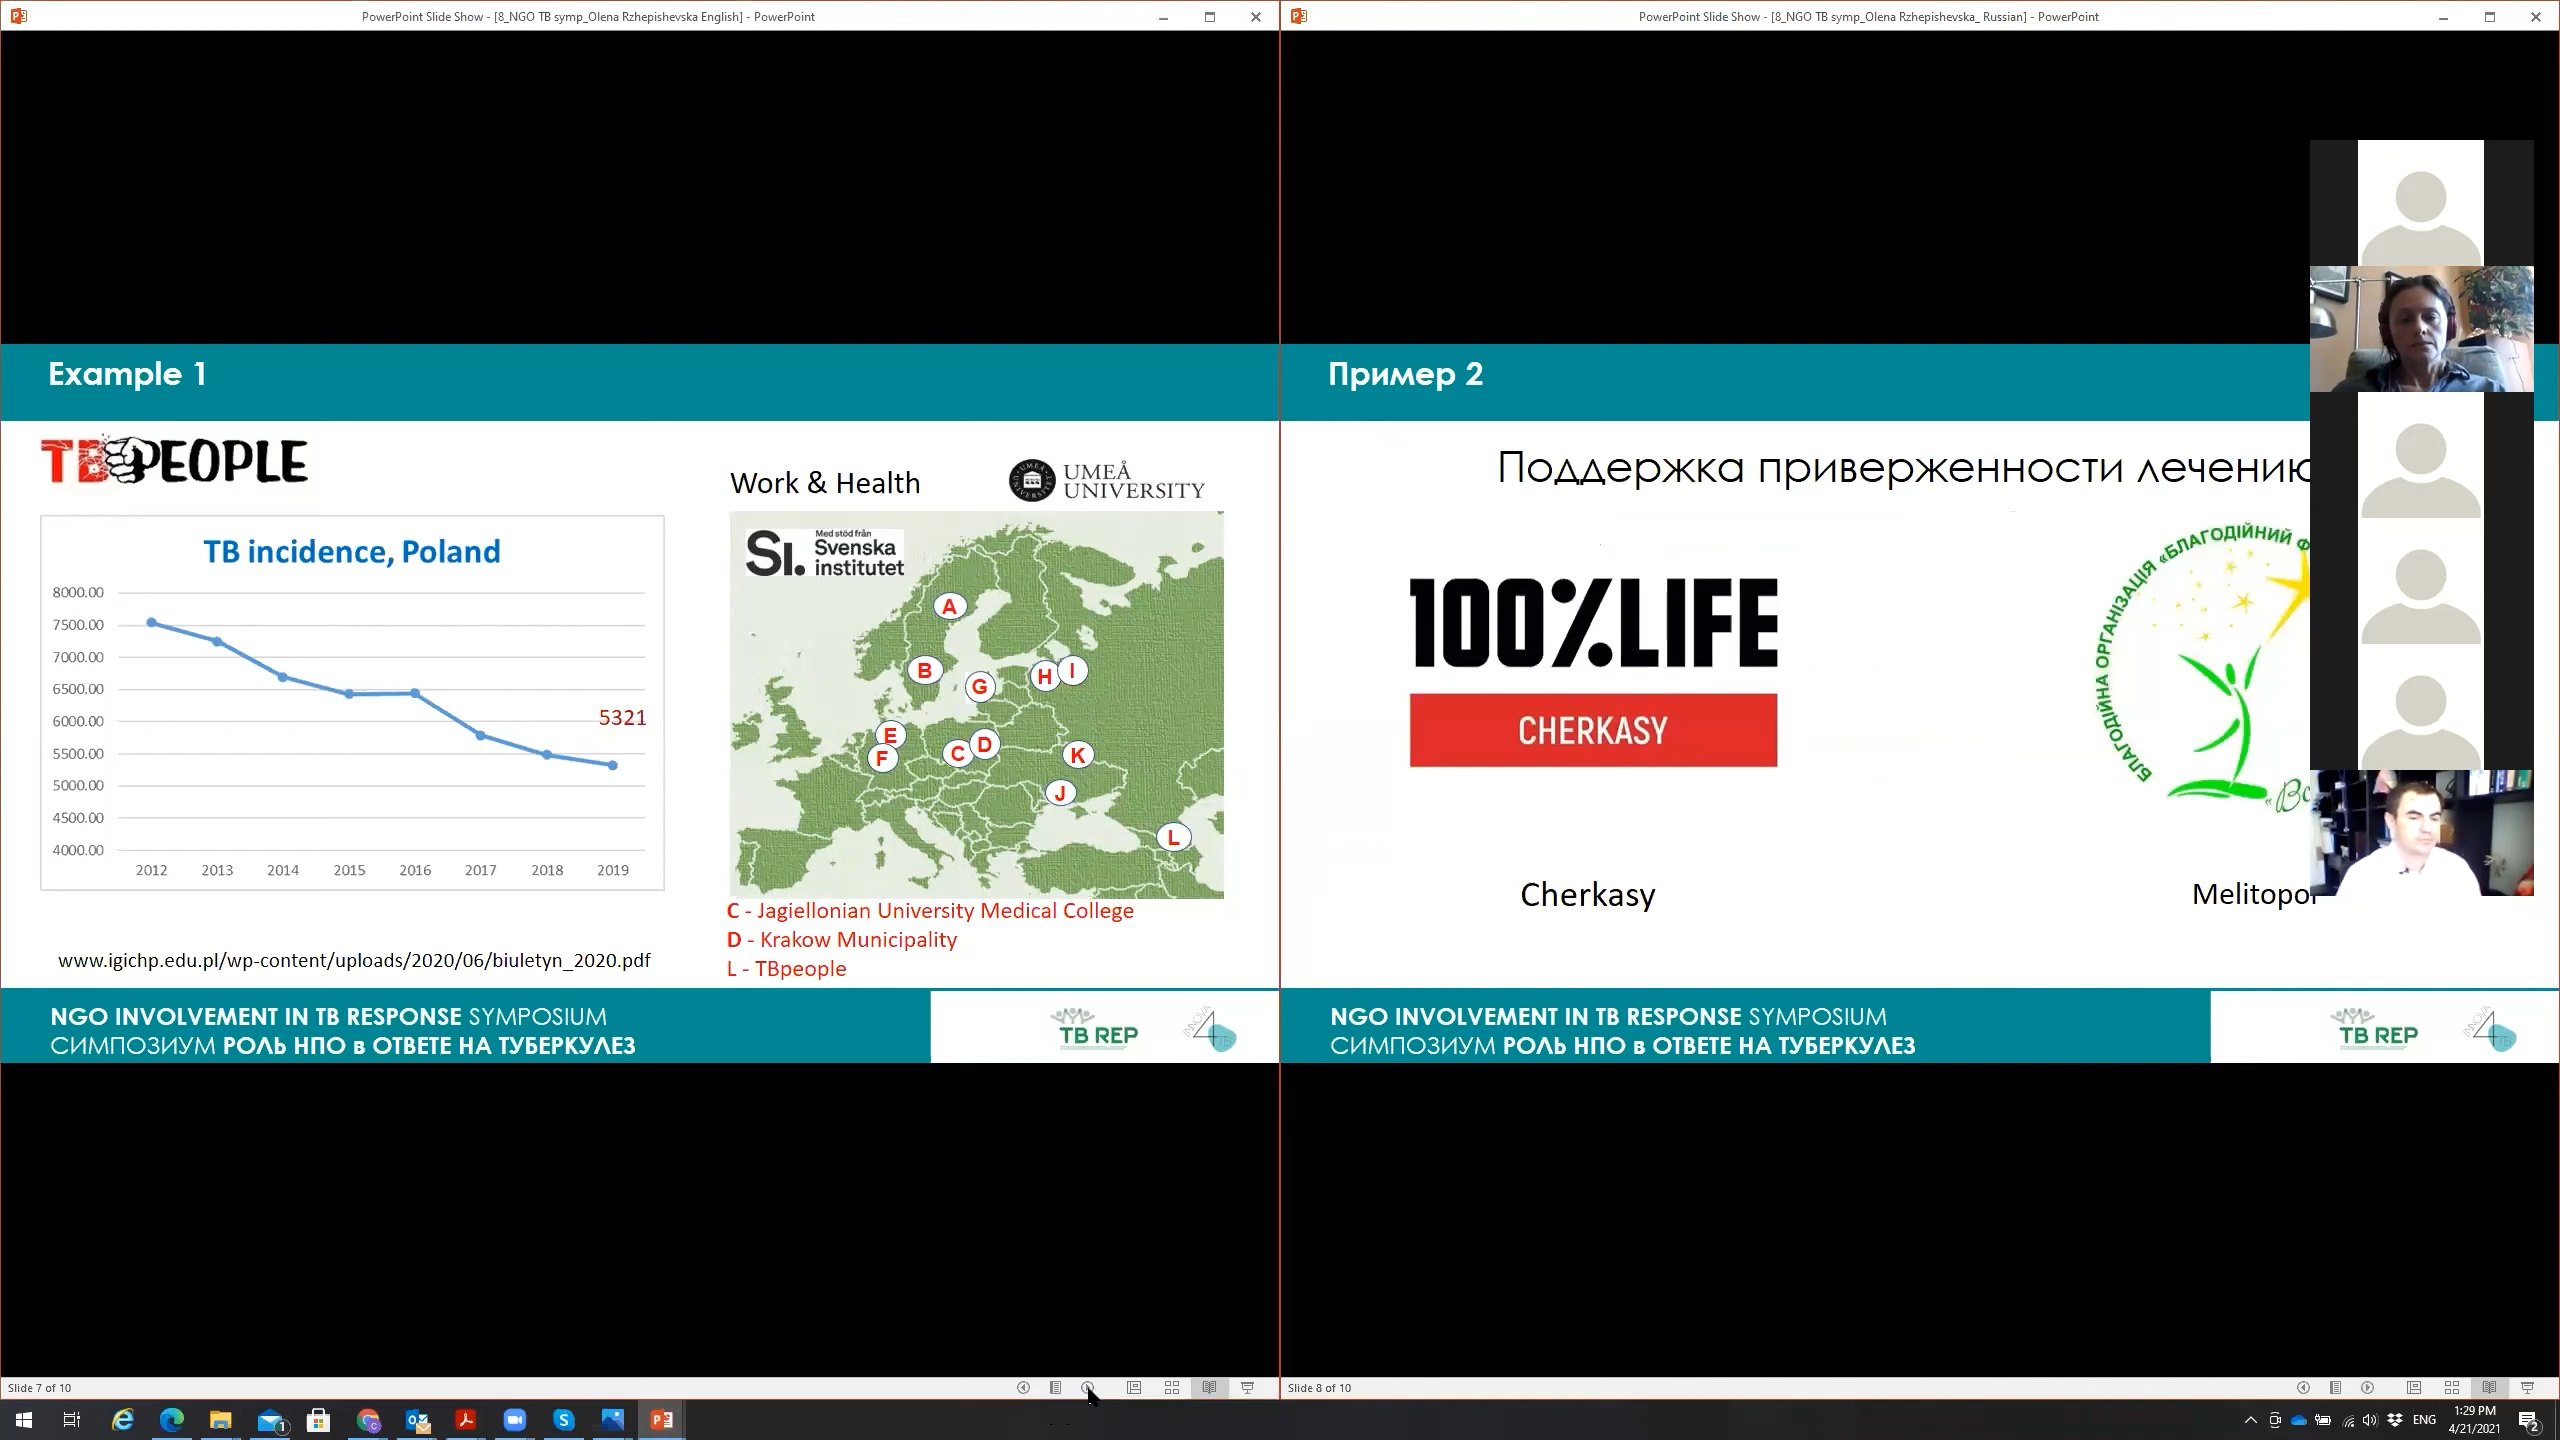 PowerPoint Slide Show - [8_NGO TB symp_Olena Rzhepishevska English] - PowerPoint
Example 1
TBPEOPLE
TB incidence, Poland
8000.00
7500.00
7000.00
6500.00
6000.00
5500.00
5000.00
4500.00
4000.00
5321
2012 2013 2014 2015 2016 2017 2018 2019
www.igichp.edu.pl/wp-content/uploads/2020/06/biuletyn_2020.pdf
Work & Health
UMEÅ
UNIVERSITY
SI. Med stöd från
Svenska
institutet
A
B
G
H
I
E
F
C
D
K
J
L
C - Jagiellonian University Medical College
D - Krakow Municipality
L - TBpeople
NGO INVOLVEMENT IN TB RESPONSE SYMPOSIUM
СИМПОЗИУМ РОЛЬ НПО в ОТВЕТЕ НА ТУБЕРКУЛЕЗ
TB REP
4
Slide 7 of 10
PowerPoint Slide Show - [8_NGO TB symp_Olena Rzhepishevska_ Russian] - PowerPoint
Пример 2
Поддержка приверженности лечению
100%LIFE
CHERKASY
БЛАГОДІЙНА ОРГАНІЗАЦІЯ «БЛАГОДІЙНИЙ
Cherkasy
Melitopol
NGO INVOLVEMENT IN TB RESPONSE SYMPOSIUM
СИМПОЗИУМ РОЛЬ НПО в ОТВЕТЕ НА ТУБЕРКУЛЕЗ
TB REP
4
Slide 8 of 10
ENG
1:29 PM
4/21/2021